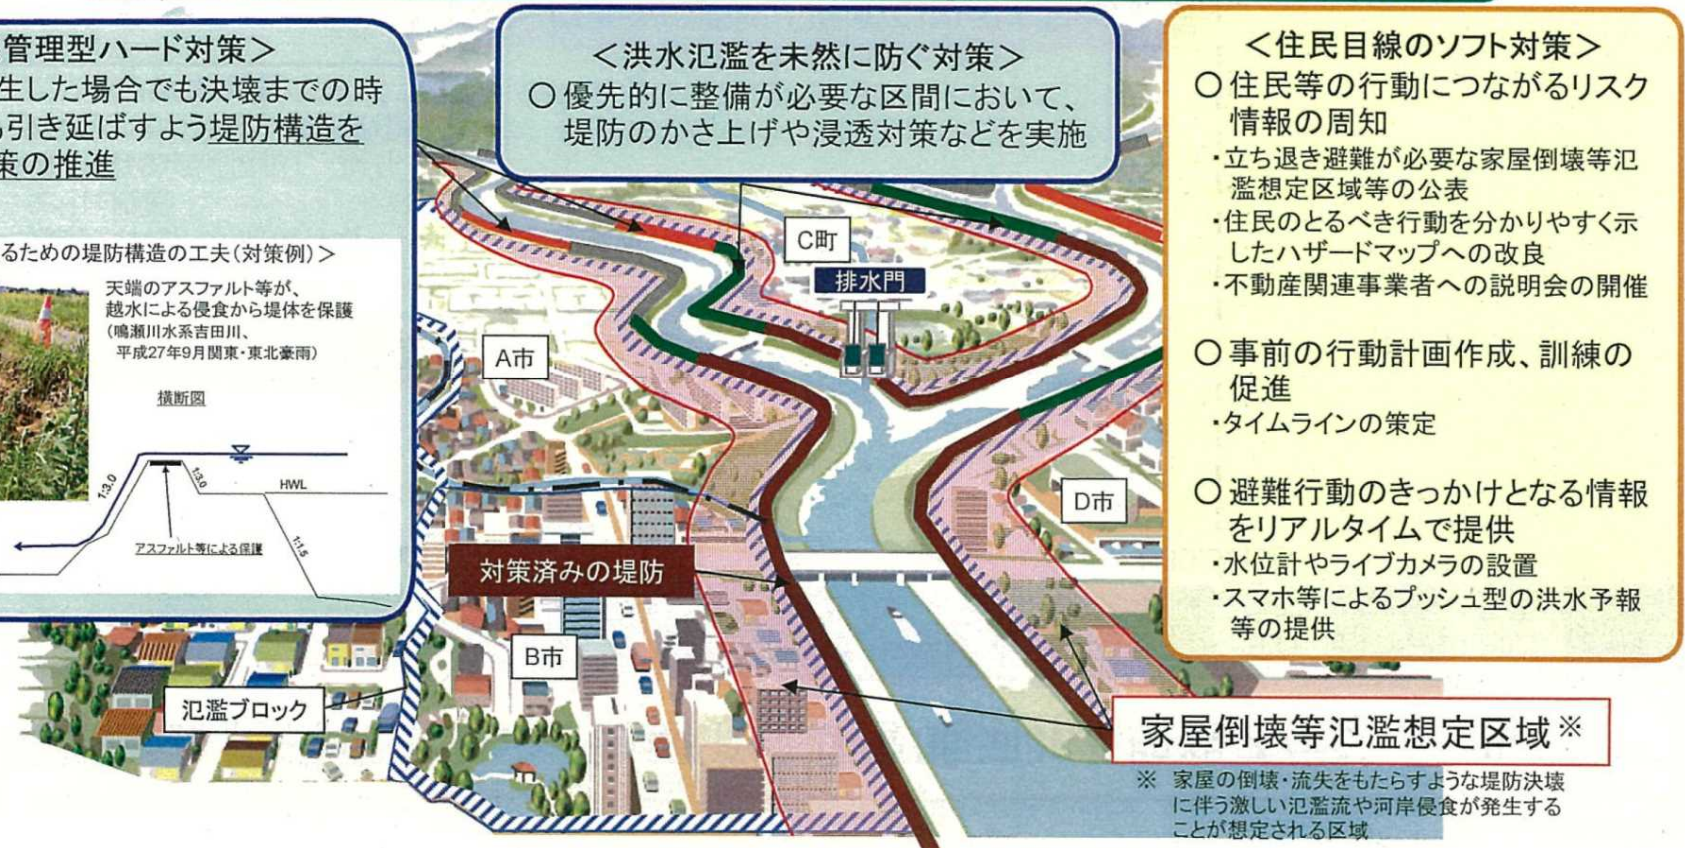 管理型ハード対策＞
生した場合でも決壊までの時
引き延ばすよう堤防構造を
策の推進
るための堤防構造の工夫(対策例)＞
天端のアスファルト等が、
越水による侵食から堤体を保護
(鳴瀬川水系吉田川、
平成27年9月関東・東北豪雨)
横断図
1:3.0
1:3.0
HWL
1:1.5
アスファルト等による保護
＜洪水氾濫を未然に防ぐ対策＞
○優先的に整備が必要な区間において、
堤防のかさ上げや浸透対策などを実施
C町
排水門
A市
D市
対策済みの堤防
B市
氾濫ブロック
＜住民目線のソフト対策＞
○住民等の行動につながるリスク
情報の周知
・立ち退き避難が必要な家屋倒壊等氾
濫想定区域等の公表
・住民のとるべき行動を分かりやすく示
したハザードマップへの改良
・不動産関連事業者への説明会の開催
○事前の行動計画作成、訓練の
促進
・タイムラインの策定
○避難行動のきっかけとなる情報
をリアルタイムで提供
・水位計やライブカメラの設置
・スマホ等によるプッシュ型の洪水予報
等の提供
家屋倒壊等氾濫想定区域※
※ 家屋の倒壊・流失をもたらすような堤防決壊
に伴う激しい氾濫流や河岸侵食が発生する
ことが想定される区域